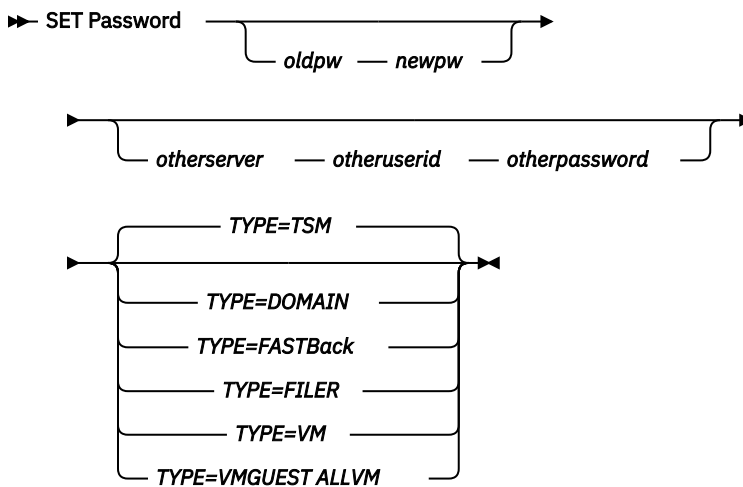 SET Password
oldpw newpw
otherserver otheruserid otherpassword
TYPE=TSM
TYPE=DOMAIN
TYPE=FASTBack
TYPE=FILER
TYPE=VM
TYPE=VMGUEST ALLVM